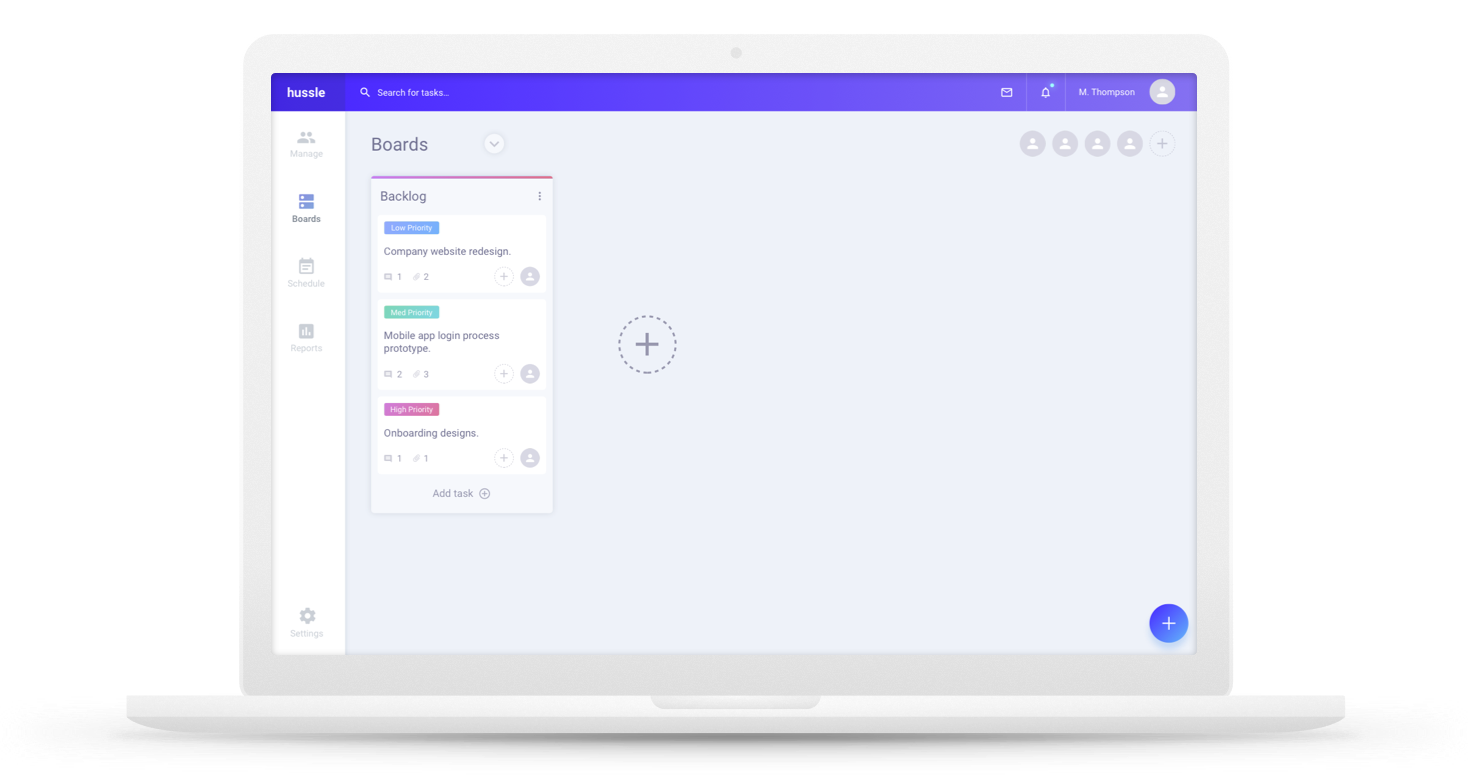 hussle
Search for tasks...
M. Thompson
Manage
Boards
Schedule
Reports
Settings
Boards
Backlog
Low Priority
Company website redesign.
1 2
Med Priority
Mobile app login process
prototype.
2 3
High Priority
Onboarding designs.
1 1
Add task